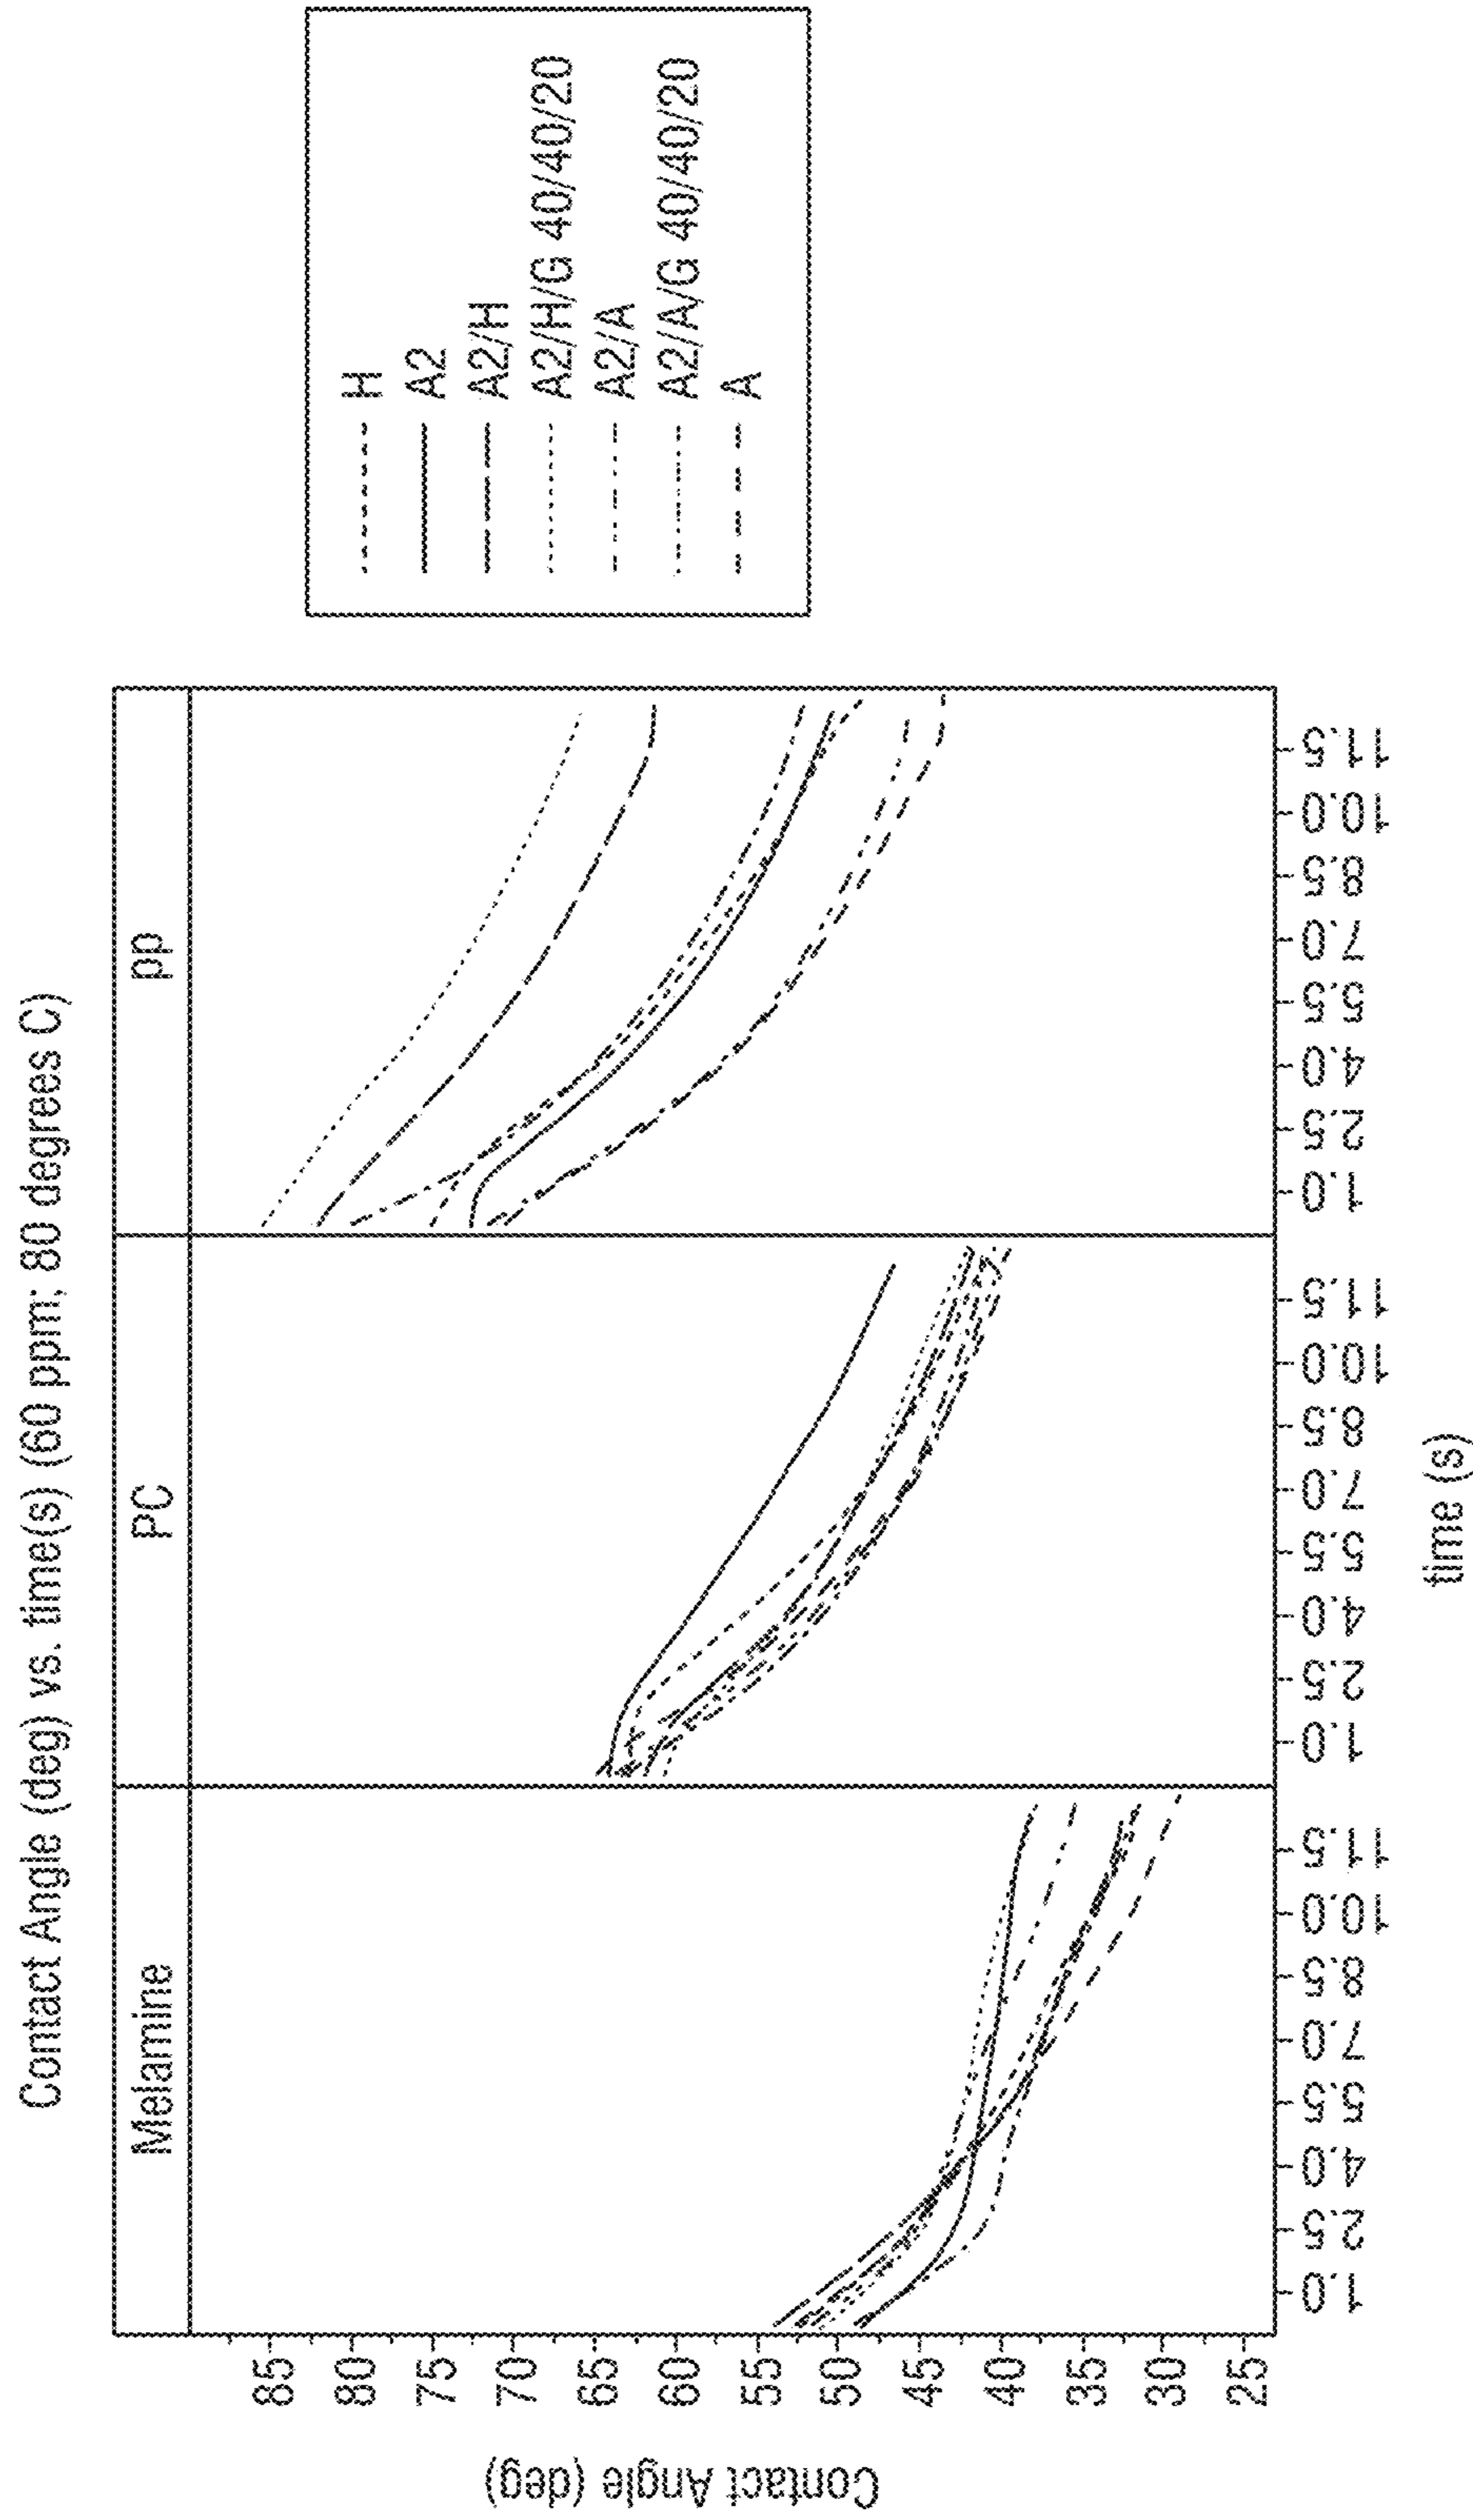 Contact Angle (deg) vs. time(s) (60 ppm; 80 degrees C)
Melamine
PC
pp
Contact Angle (deg)
85
80
75
70
65
60
55
50
45
40
35
30
25
1.0 2.5 4.0 5.5 7.0 8.5 10.0 11.5
1.0 2.5 4.0 5.5 7.0 8.5 10.0 11.5
1.0 2.5 4.0 5.5 7.0 8.5 10.0 11.5
time (s)
H
A2
A2/H
A2/H/G 40/40/20
A2/A
A2/A/G 40/40/20
A